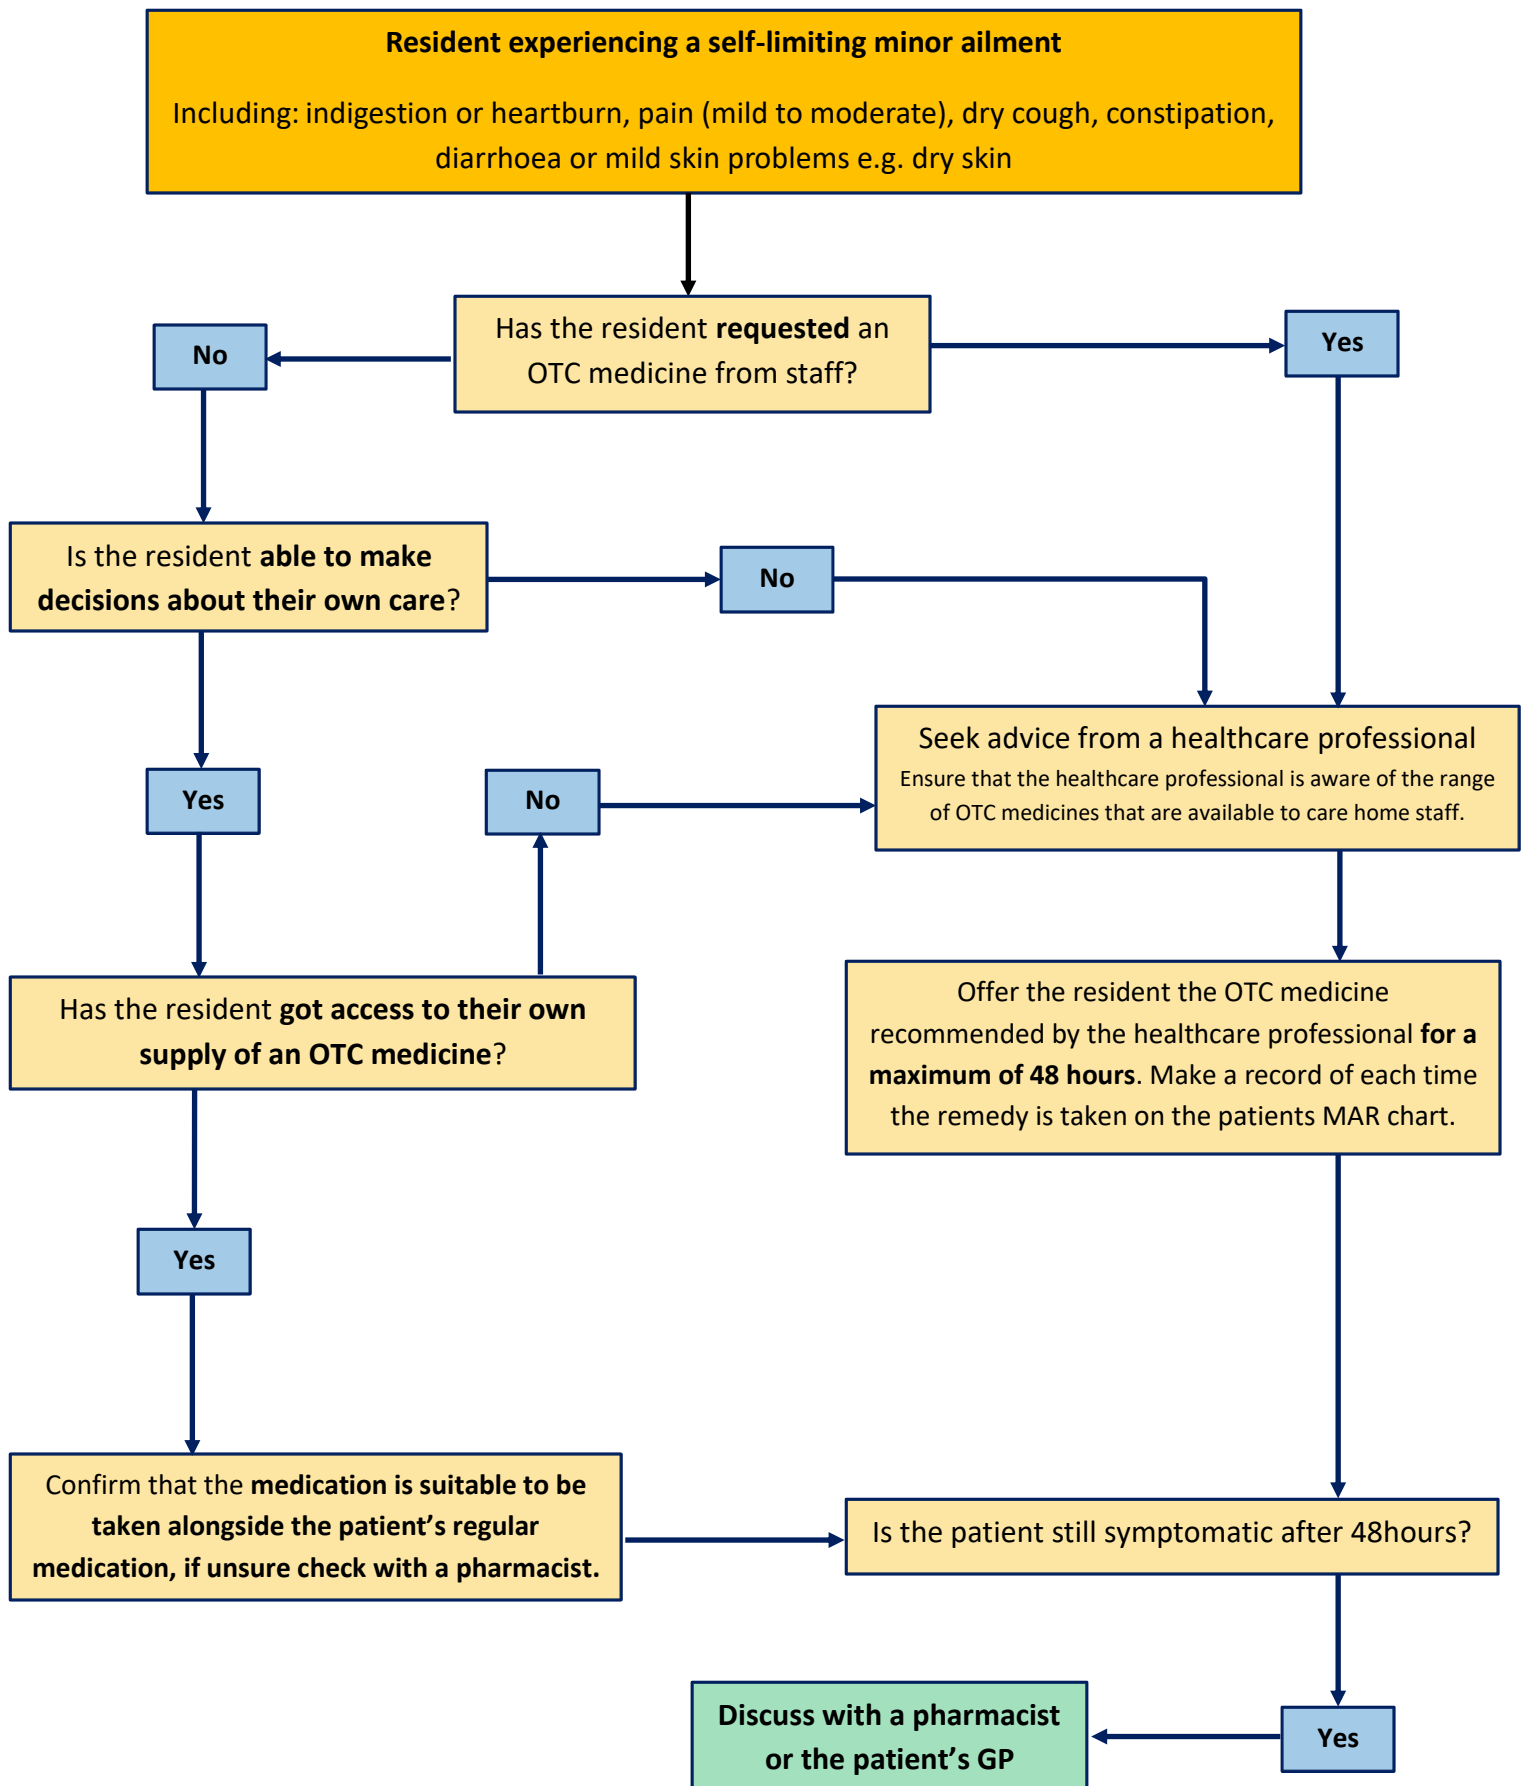 Resident experiencing a self-limiting minor ailment
Including: indigestion or heartburn, pain (mild to moderate), dry cough, constipation,
diarrhoea or mild skin problems e.g. dry skin
Has the resident requested an
OTC medicine from staff?
No
Yes
Is the resident able to make
decisions about their own care?
No
Seek advice from a healthcare professional
Ensure that the healthcare professional is aware of the range
of OTC medicines that are available to care home staff.
Yes
No
Has the resident got access to their own
supply of an OTC medicine?
Offer the resident the OTC medicine
recommended by the healthcare professional for a
maximum of 48 hours. Make a record of each time
the remedy is taken on the patients MAR chart.
Yes
Confirm that the medication is suitable to be
taken alongside the patient’s regular
medication, if unsure check with a pharmacist.
Is the patient still symptomatic after 48hours?
Discuss with a pharmacist
or the patient’s GP
Yes